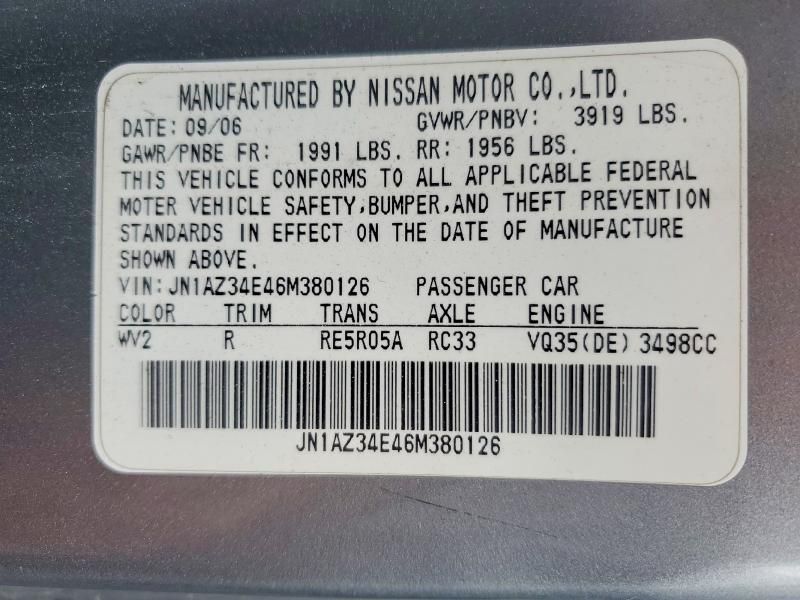 MANUFACTURED BY NISSAN MOTOR CO.,LTD.
DATE: 09/06 GVWR/PNBV: 3919 LBS.
GAWR/PNBE FR: 1991 LBS. RR: 1956 LBS.
THIS VEHICLE CONFORMS TO ALL APPLICABLE FEDERAL
MOTER VEHICLE SAFETY,BUMPER,AND THEFT PREVENTION
STANDARDS IN EFFECT ON THE DATE OF MANUFACTURE
SHOWN ABOVE.
VIN: JN1AZ34E46M380126 PASSENGER CAR
COLOR TRIM TRANS AXLE ENGINE
WV2 R RE5R05A RC33 VQ35(DE) 3498CC
JN1AZ34E46M380126